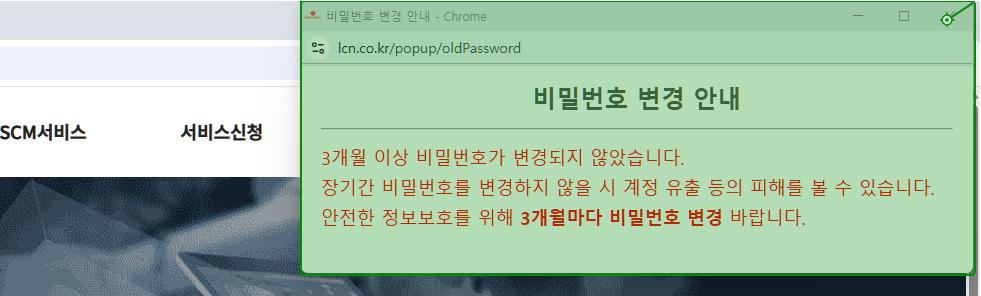 비밀번호 변경 안내 - Chrome
lcn.co.kr/popup/oldPassword
비밀번호 변경 안내
SCM서비스 서비스신청
3개월 이상 비밀번호가 변경되지 않았습니다.
장기간 비밀번호를 변경하지 않을 시 계정 유출 등의 피해를 볼 수 있습니다.
안전한 정보보호를 위해 3개월마다 비밀번호 변경 바랍니다.